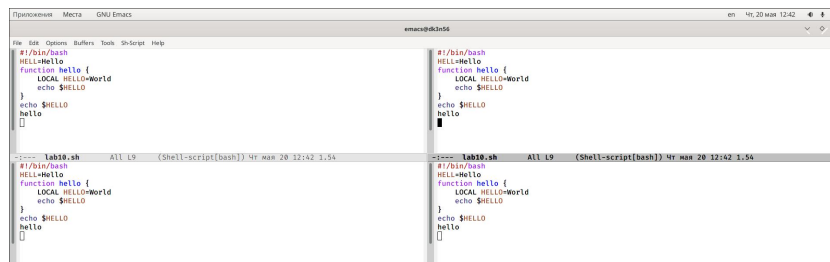 Приложения Места GNU Emacs en Чт, 20 мая 12:42
emacs@dk3n56
File Edit Options Buffers Tools Sh-Script Help
#!/bin/bash
HELL=Hello
function hello {
LOCAL HELLO=World
echo $HELLO
}
echo $HELLO
hello
-:--- lab10.sh All L9 (Shell-script[bash]) Чт мая 20 12:42 1.54
#!/bin/bash
HELL=Hello
function hello {
LOCAL HELLO=World
echo $HELLO
}
echo $HELLO
hello
-:--- lab10.sh All L9 (Shell-script[bash]) Чт мая 20 12:42 1.54
#!/bin/bash
HELL=Hello
function hello {
LOCAL HELLO=World
echo $HELLO
}
echo $HELLO
hello
#!/bin/bash
HELL=Hello
function hello {
LOCAL HELLO=World
echo $HELLO
}
echo $HELLO
hello